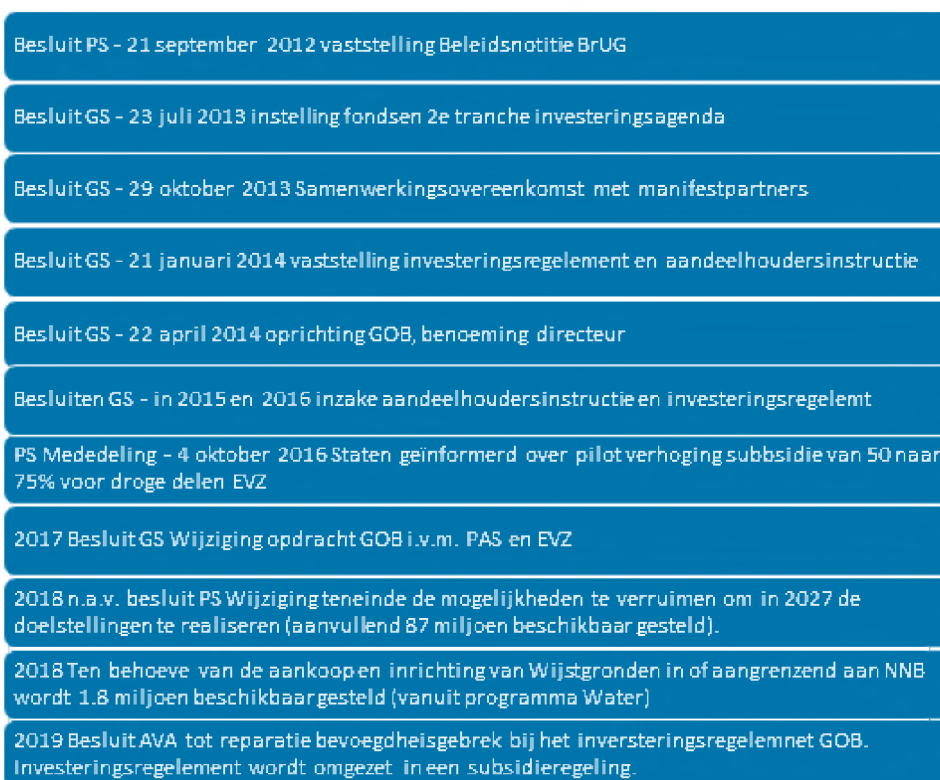 Besluit PS - 21 september 2012 vaststelling Beleidsnotitie BrUG
Besluit GS - 23 juli 2013 instelling fondsen 2e tranche investeringsagenda
Besluit GS - 29 oktober 2013 Samenwerkingsovereenkomst met manifestpartners
Besluit GS - 21 januari 2014 vaststelling investeringsregelement en aandeelhoudersinstructie
Besluit GS - 22 april 2014 oprichting GOB, benoeming directeur
Besluiten GS - in 2015 en 2016 inzake aandeelhoudersinstructie en investeringsregelemt
PS Mededeling - 4 oktober 2016 Staten geïnformeerd over pilot verhoging subbsidie van 50 naar
75% voor droge delen EVZ
2017 Besluit GS Wijziging opdracht GOB i.v.m. PAS en EVZ
2018 n.a.v. besluit PS Wijziging teneinde de mogelijkheden te verruimen om in 2027 de
doelstellingen te realiseren (aanvullend 87 miljoen beschikbaar gesteld).
2018 Ten behoeve van de aankoop en inrichting van Wijstgronden in of aangrenzend aan NNB
wordt 1.8 miljoen beschikbaar gesteld (vanuit programma Water)
2019 Besluit AVA tot reparatie bevoegdheisgebrek bij het inversteringsregelemnet GOB.
Investeringsregelement wordt omgezet in een subsidieregeling.